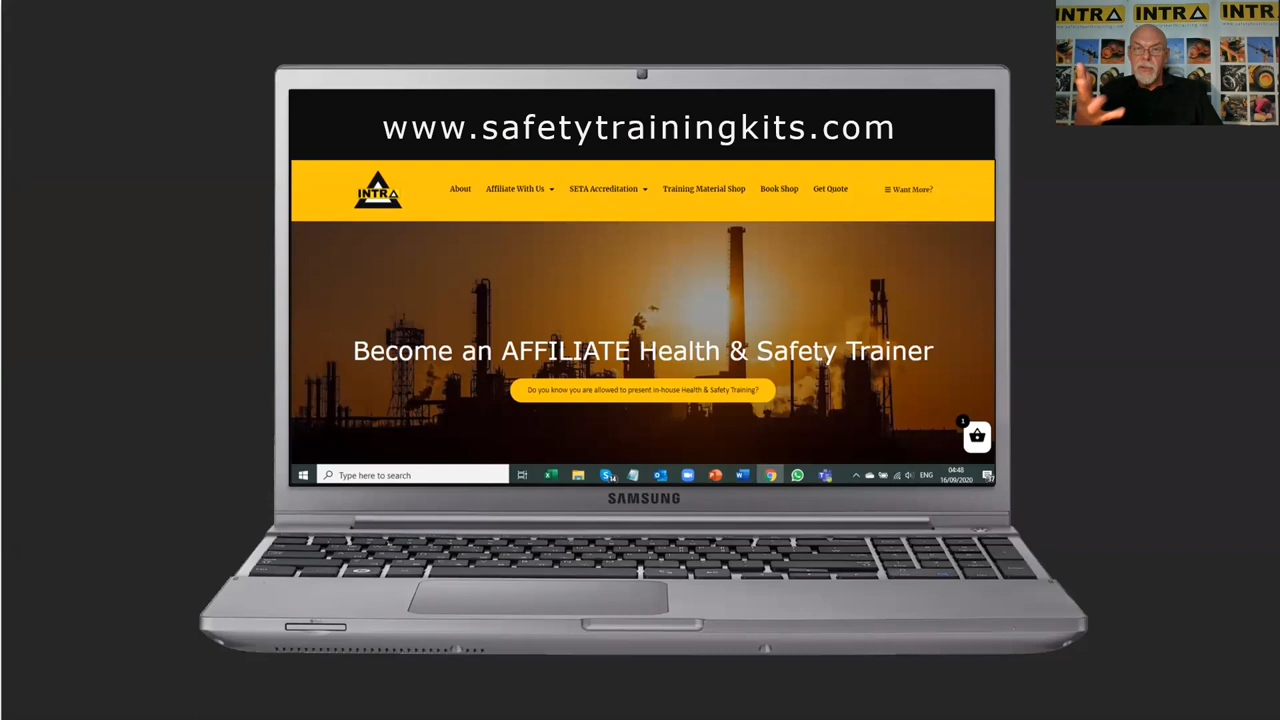 www.safetytrainingkits.com
INTRA
About
Affiliate With Us
SETA Accreditation
Training Material Shop
Book Shop
Get Quote
Want More?
Become an AFFILIATE Health & Safety Trainer
Do you know you are allowed to present in-house Health & Safety Training?
1
Type here to search
14
ENG
04:48
16/09/2020
SAMSUNG
INTRA
INTRA
INTR